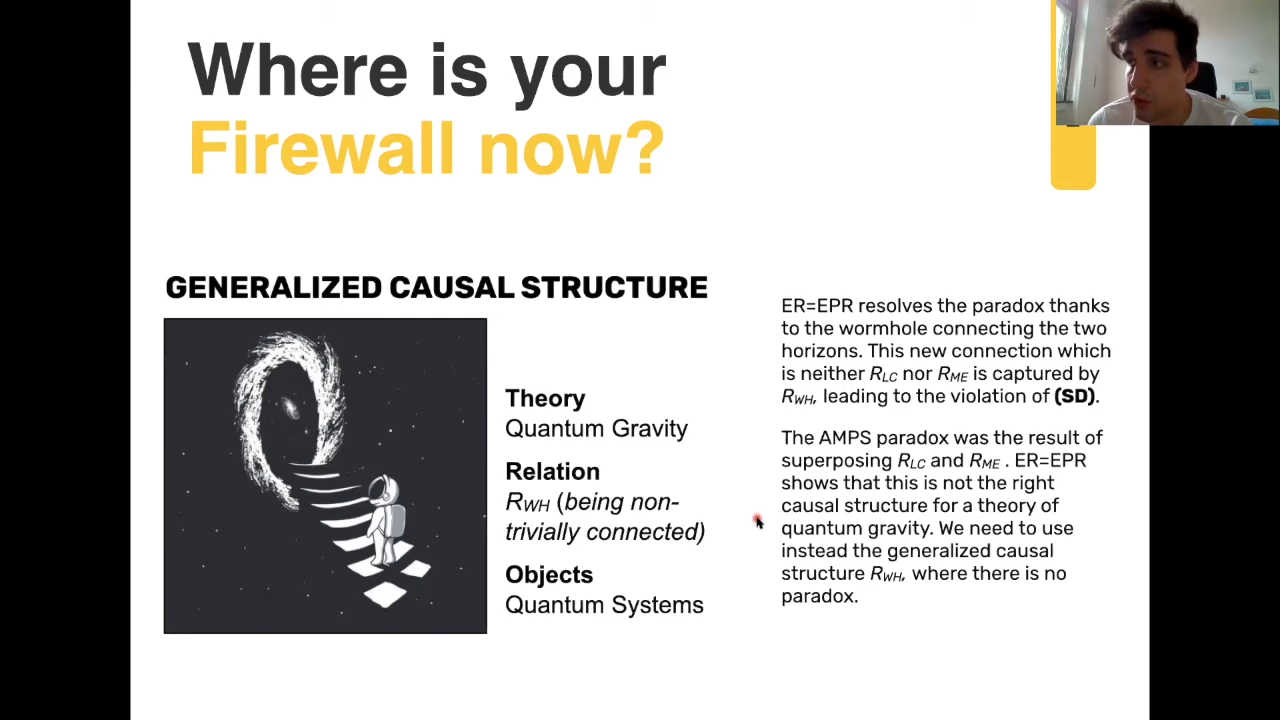 Where is your
Firewall now?
GENERALIZED CAUSAL STRUCTURE
Theory
Quantum Gravity
Relation
RWH (being non-
trivially connected)
Objects
Quantum Systems
ER=EPR resolves the paradox thanks
to the wormhole connecting the two
horizons. This new connection which
is neither RLC nor RME is captured by
RWH, leading to the violation of (SD).
The AMPS paradox was the result of
superposing RLC and RME . ER=EPR
shows that this is not the right
causal structure for a theory of
quantum gravity. We need to use
instead the generalized causal
structure RWH, where there is no
paradox.